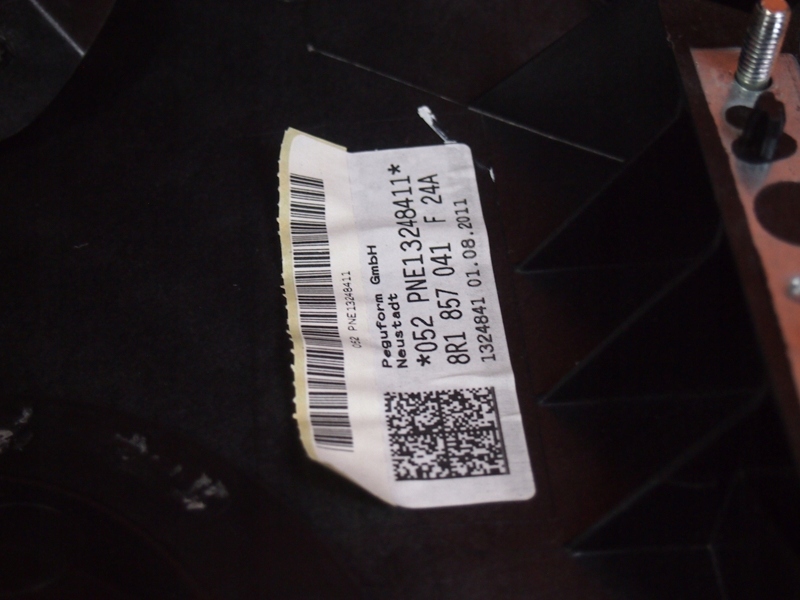 052 PNE13248411
Peguform GmbH
Neustadt
*052 PNE13248411*
8R1 857 041 F 24A
1324841 01.08.2011